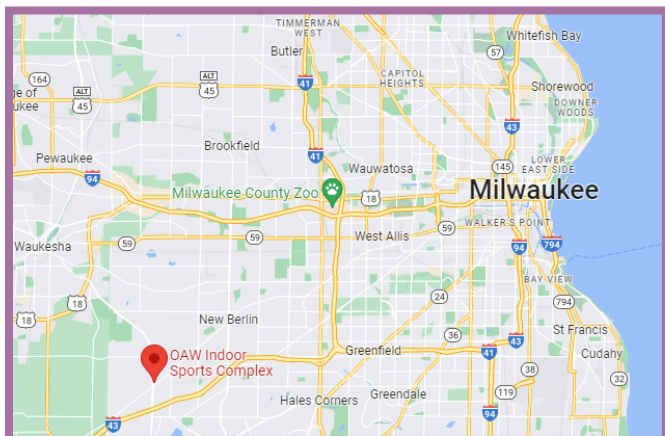 TIMMERMAN
WEST
Whitefish Bay
Butler
57
41
164
ALT
45
CAPITOL
HEIGHTS
Shorewood
ge of
ukee
ALT
45
DOWNER
WOODS
43
Brookfield
41
Pewaukee
94
Wauwatosa
145
LOWER
EAST SIDE
Milwaukee County Zoo
18
Milwaukee
59
WALKER'S POINT
Waukesha
59
59
West Allis
94
794
BAY VIEW
18
18
24
794
New Berlin
36
St Francis
OAW Indoor
Sports Complex
Greenfield
41
43
Cudahy
38
32
Hales Corners
Greendale
119
43
94